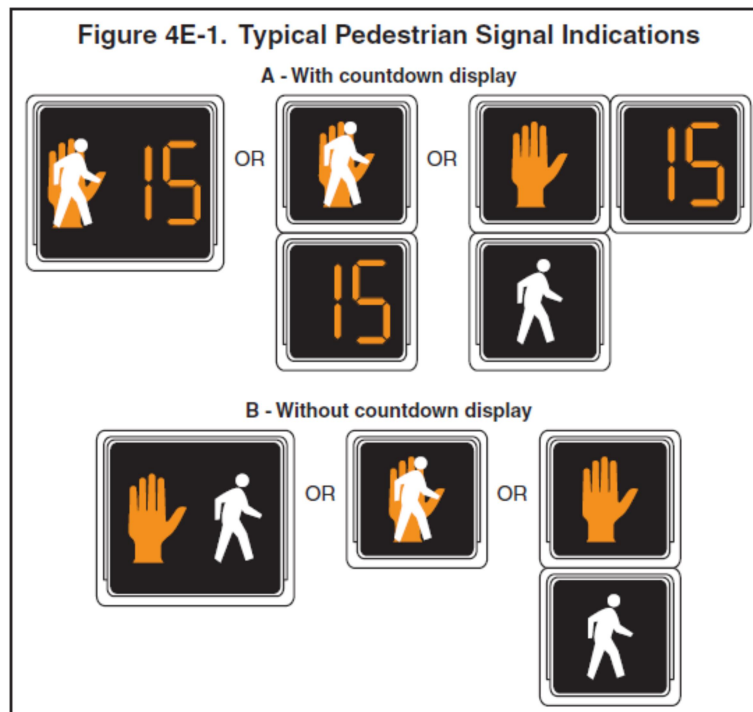 Figure 4E-1. Typical Pedestrian Signal Indications
A - With countdown display
15 OR OR 15
15
B - Without countdown display
OR OR